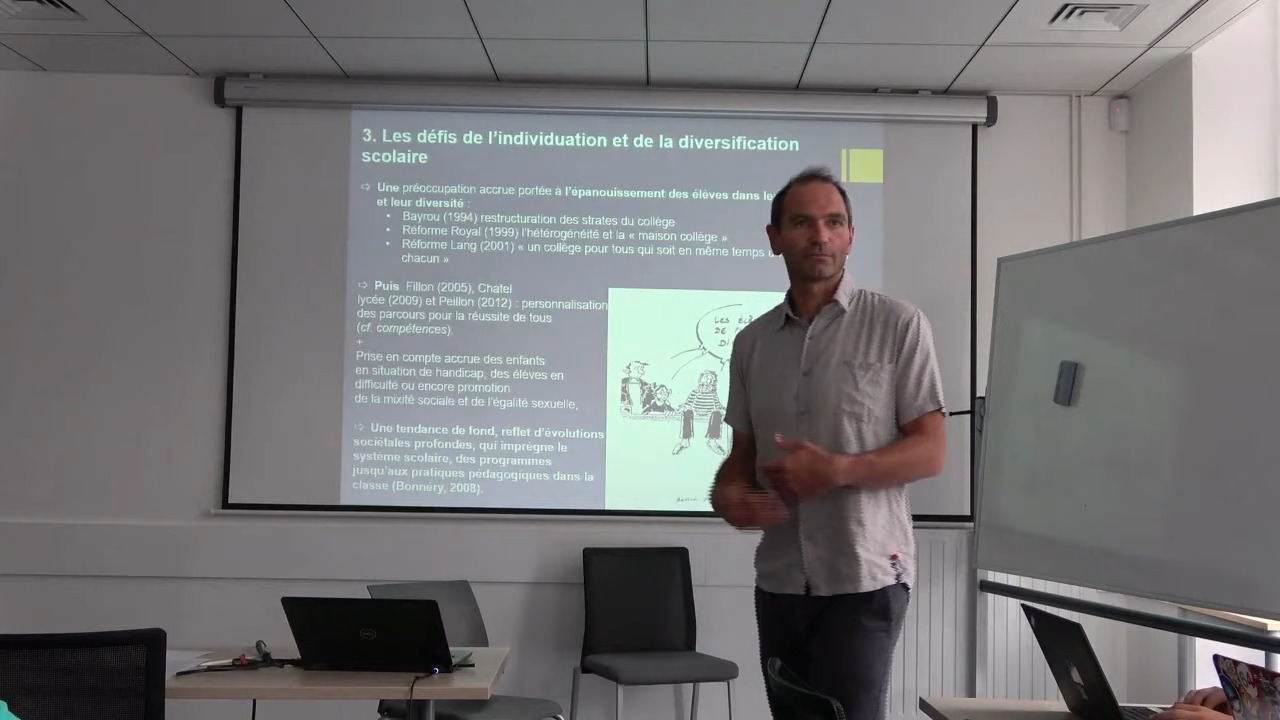 3. Les défis de l'individuation et de la diversification
scolaire
⇨ Une préoccupation accrue portée à l'épanouissement des élèves dans
et leur diversité :
• Bayrou (1994) restructuration des strates du collège
• Réforme Royal (1999) l'hétérogénéité et la « maison collège »
• Réforme Lang (2001) « un collège pour tous qui soit en même temps
chacun »
⇨ Puis Fillon (2005), Chatel
lycée (2009) et Peillon (2012) : personnalisation
des parcours pour la réussite de tous
(cf. compétences).
+
Prise en compte accrue des enfants
en situation de handicap, des élèves en
difficulté ou encore promotion
de la mixité sociale et de l'égalité sexuelle,
⇨ Une tendance de fond, reflet d'évolutions
sociétales profondes, qui imprègne le
système scolaire, des programmes
jusqu'aux pratiques pédagogiques dans la
classe (Bonnéry, 2008).
LES
DE
DELL